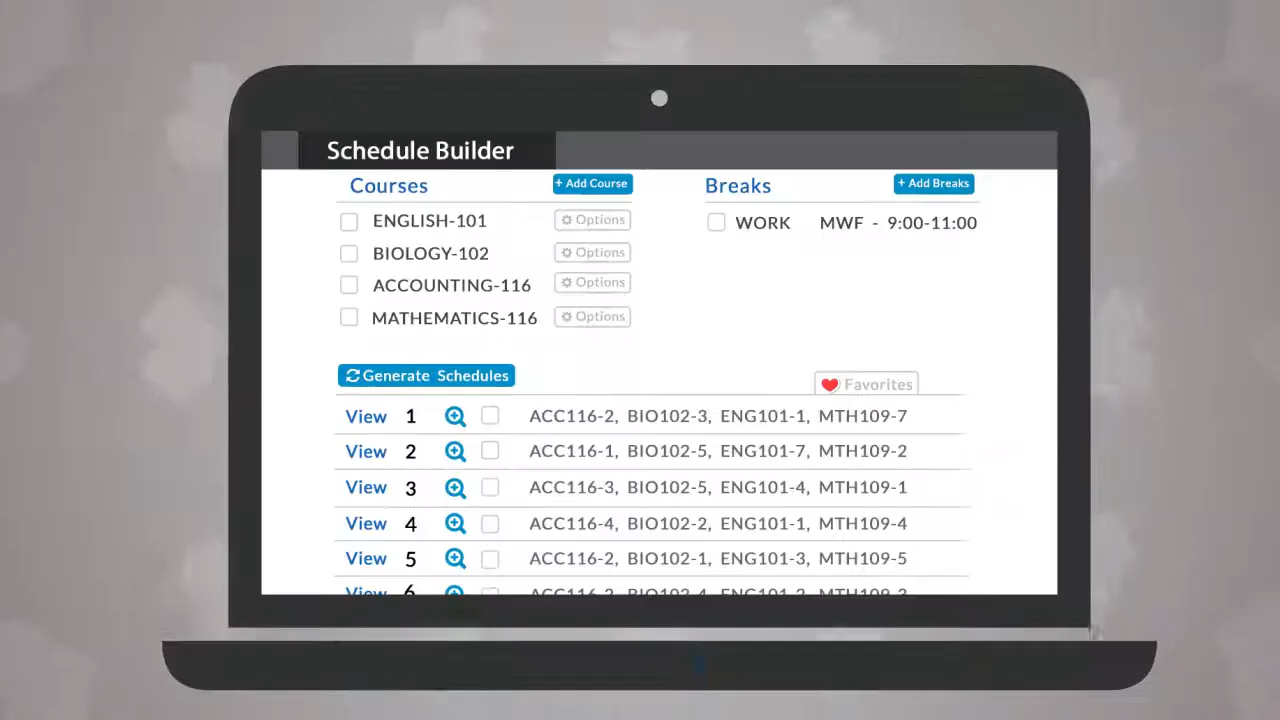 Schedule Builder
Courses
+ Add Course
Breaks
+ Add Breaks
ENGLISH-101
Options
WORK MWF - 9:00-11:00
BIOLOGY-102
Options
ACCOUNTING-116
Options
MATHEMATICS-116
Options
Generate Schedules
Favorites
View 1 ACC116-2, BIO102-3, ENG101-1, MTH109-7
View 2 ACC116-1, BIO102-5, ENG101-7, MTH109-2
View 3 ACC116-3, BIO102-5, ENG101-4, MTH109-1
View 4 ACC116-4, BIO102-2, ENG101-1, MTH109-4
View 5 ACC116-2, BIO102-1, ENG101-3, MTH109-5
View 6